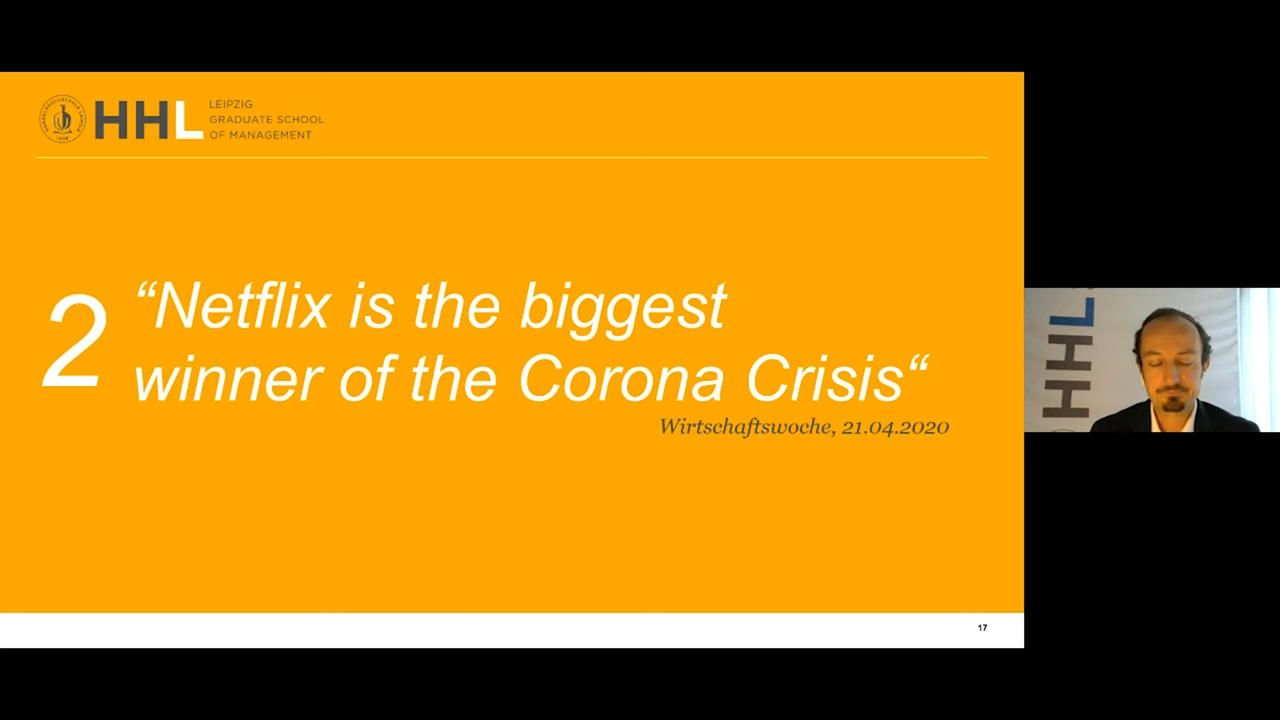 HHL
LEIPZIG
GRADUATE SCHOOL
OF MANAGEMENT
2
“Netflix is the biggest
winner of the Corona Crisis“
Wirtschaftswoche, 21.04.2020
17
HHL